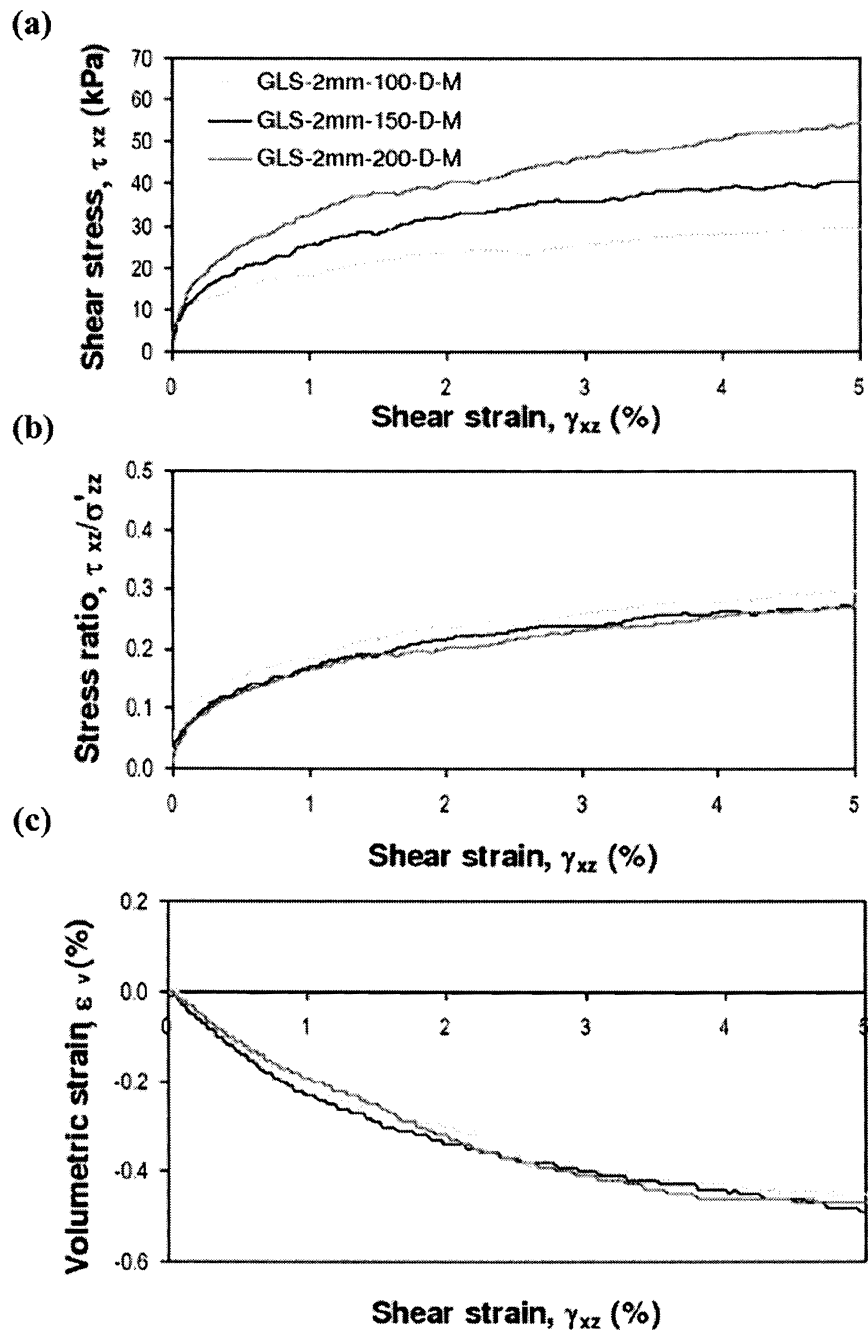 (a)
Shear stress, τ xz (kPa)
70
60
50
40
30
20
10
0
GLS-2mm-100-D-M
GLS-2mm-150-D-M
GLS-2mm-200-D-M
0 1 2 3 4 5
Shear strain, γxz (%)
(b)
Stress ratio, τ xz/σ'zz
0.5
0.4
0.3
0.2
0.1
0.0
0 1 2 3 4 5
Shear strain, γxz (%)
(c)
Volumetric strain, ε v (%)
0.2
0.0
-0.2
-0.4
-0.6
0 1 2 3 4 5
Shear strain, γxz (%)